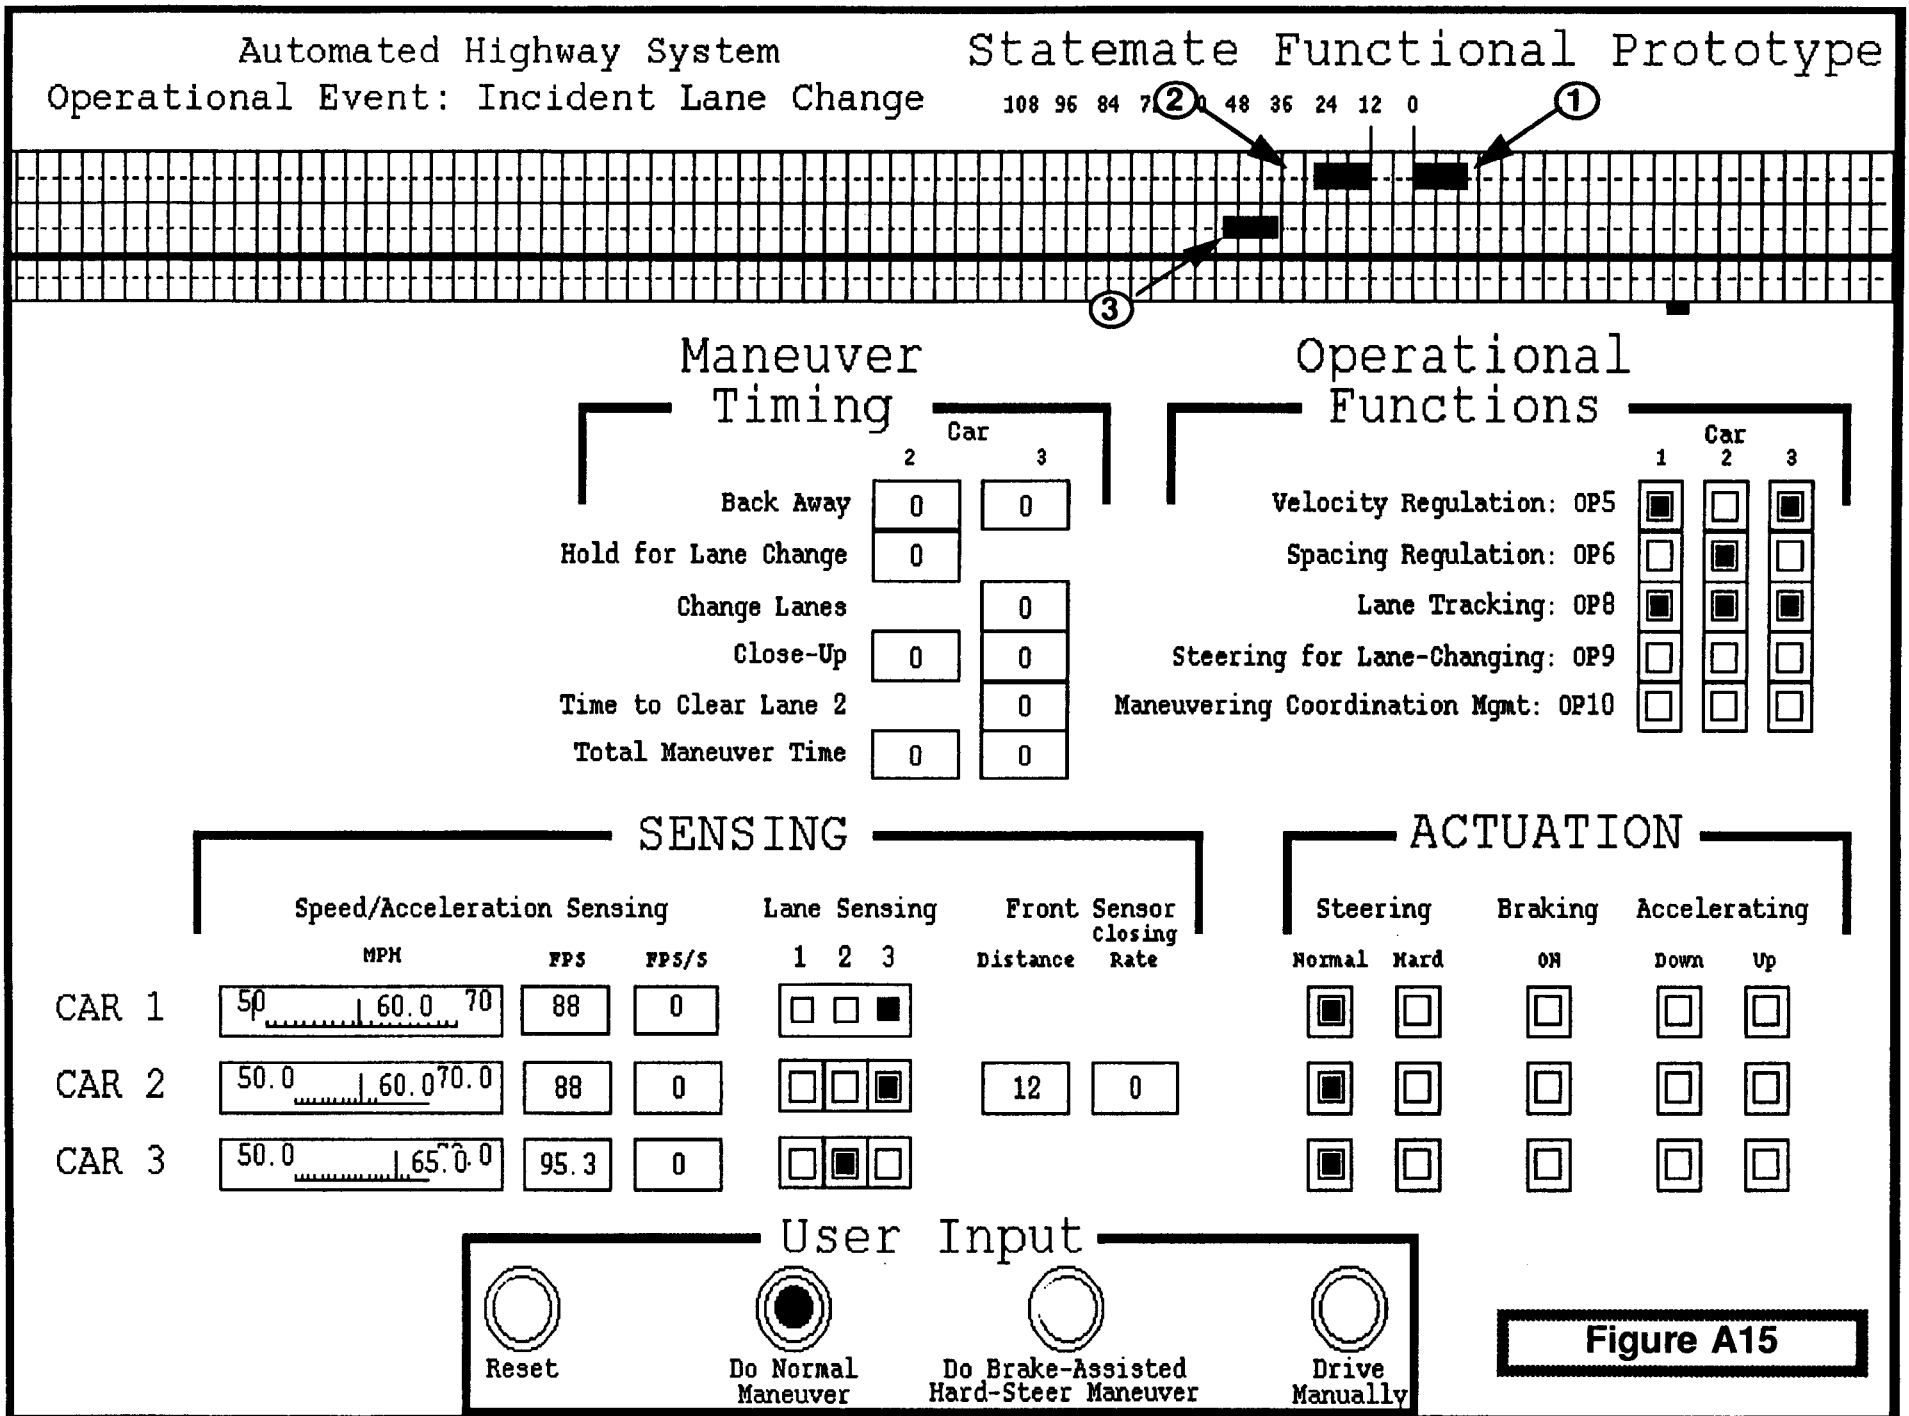 Automated Highway System
Operational Event: Incident Lane Change
Statemate Functional Prototype
108 96 84 48 36 24 12 0
2
1
3
Maneuver
Timing
Car
2 3
Back Away 0 0
Hold for Lane Change 0
Change Lanes 0
Close-Up 0 0
Time to Clear Lane 2 0
Total Maneuver Time 0 0
Operational
Functions
Car
1 2 3
Velocity Regulation: OP5
Spacing Regulation: OP6
Lane Tracking: OP8
Steering for Lane-Changing: OP9
Maneuvering Coordination Mgmt: OP10
SENSING
Speed/Acceleration Sensing Lane Sensing Front Sensor
Closing
MPH FPS FPS/S 1 2 3 Distance Rate
ACTUATION
Steering Braking Accelerating
Normal Hard ON Down Up
CAR 1 50 60.0 70 88 0
CAR 2 50.0 60.0 70.0 88 0 12 0
CAR 3 50.0 65.0 95.3 0
User Input
Reset
Do Normal
Maneuver
Do Brake-Assisted
Hard-Steer Maneuver
Drive
Manually
Figure A15